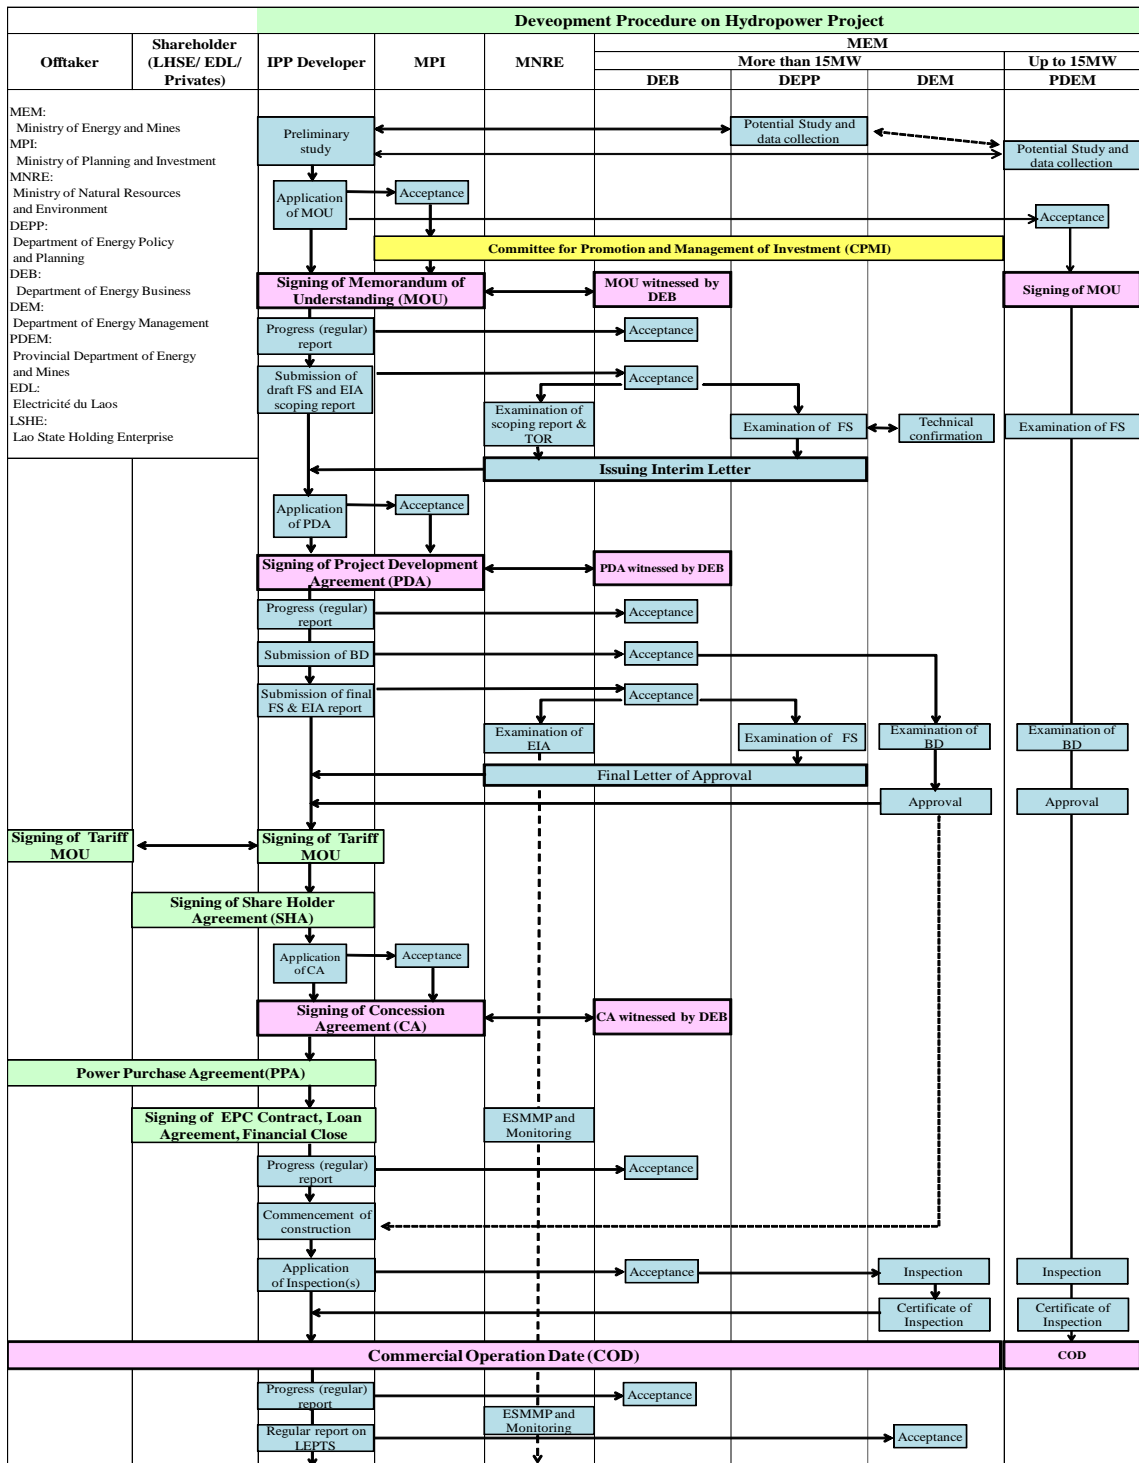 Deveopment Procedure on Hydropower Project
Offtaker
Shareholder
(LHSE/ EDL/
Privates)
IPP Developer
MPI
MNRE
MEM
More than 15MW
Up to 15MW
DEB
DEPP
DEM
PDEM
MEM:
Ministry of Energy and Mines
MPI:
Ministry of Planning and Investment
MNRE:
Ministry of Natural Resources
and Environment
DEPP:
Department of Energy Policy
and Planning
DEB:
Department of Energy Business
DEM:
Department of Energy Management
PDEM:
Provincial Department of Energy
and Mines
EDL:
Electricité du Laos
LSHE:
Lao State Holding Enterprise
Preliminary
study
Potential Study and
data collection
Potential Study and
data collection
Application
of MOU
Acceptance
Acceptance
Committee for Promotion and Management of Investment (CPMI)
Signing of Memorandum of
Understanding (MOU)
MOU witnessed by
DEB
Signing of MOU
Progress (regular)
report
Acceptance
Submission of
draft FS and EIA
scoping report
Acceptance
Examination of
scoping report &
TOR
Examination of FS
Technical
confirmation
Examination of FS
Issuing Interim Letter
Application
of PDA
Acceptance
Signing of Project Development
Agreement (PDA)
PDA witnessed by DEB
Progress (regular)
report
Acceptance
Submission of BD
Acceptance
Submission of final
FS & EIA report
Acceptance
Examination of
EIA
Examination of FS
Examination of
BD
Examination of
BD
Final Letter of Approval
Approval
Approval
Signing of Tariff
MOU
Signing of Tariff
MOU
Signing of Share Holder
Agreement (SHA)
Application
of CA
Acceptance
Signing of Concession
Agreement (CA)
CA witnessed by DEB
Power Purchase Agreement(PPA)
Signing of EPC Contract, Loan
Agreement, Financial Close
ESMMP and
Monitoring
Progress (regular)
report
Acceptance
Commencement of
construction
Application
of Inspection(s)
Acceptance
Inspection
Inspection
Certificate of
Inspection
Certificate of
Inspection
Commercial Operation Date (COD)
COD
Progress (regular)
report
Acceptance
ESMMP and
Monitoring
Regular report on
LEPTS
Acceptance